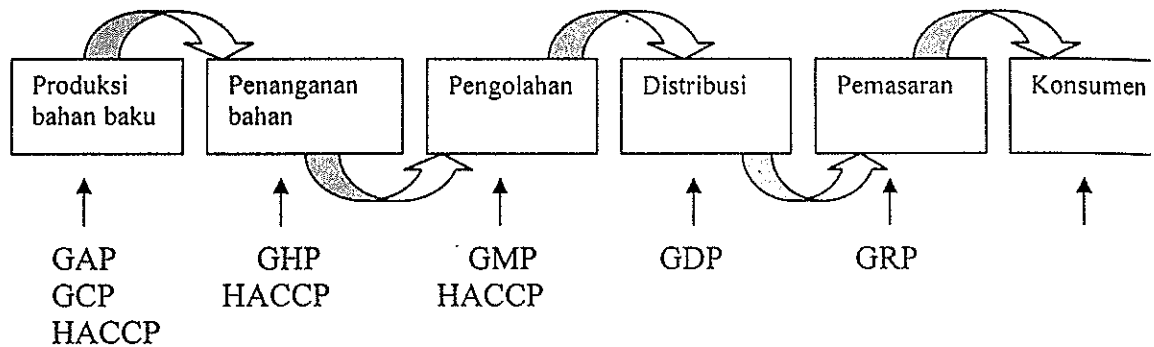 Produksi
bahan baku
Penanganan
bahan
Pengolahan
Distribusi
Pemasaran
Konsumen
GAP
GCP
HACCP
GHP
HACCP
GMP
HACCP
GDP
GRP